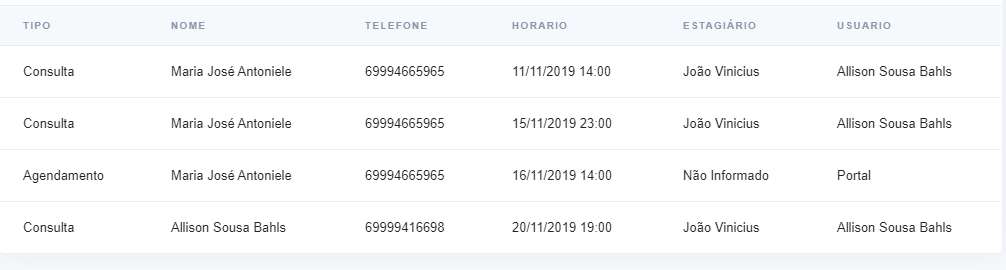 TIPO NOME TELEFONE HORARIO ESTAGIÁRIO USUARIO
Consulta Maria José Antoniele 69994665965 11/11/2019 14:00 João Vinicius Allison Sousa Bahls
Consulta Maria José Antoniele 69994665965 15/11/2019 23:00 João Vinicius Allison Sousa Bahls
Agendamento Maria José Antoniele 69994665965 16/11/2019 14:00 Não Informado Portal
Consulta Allison Sousa Bahls 69999416698 20/11/2019 19:00 João Vinicius Allison Sousa Bahls